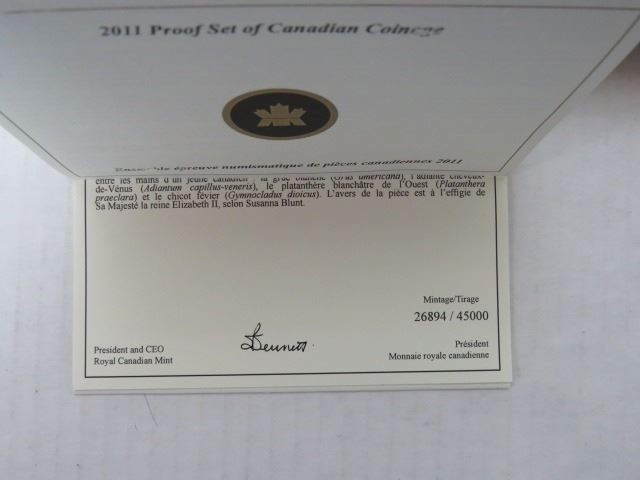 2011 Proof Set of Canadian Coinage
Ensemble épreuve numismatique de pièces canadiennes 2011
entre les mains d'un jeune canadien : la grue blanche (Grus americana), l'adiante cheveux-
de-Vénus (Adiantum capillus-veneris), le platanthère blanchâtre de l'Ouest (Platanthera
praeclara) et le chicot févier (Gymnocladus dioicus). L'avers de la pièce est à l'effigie de
Sa Majesté la reine Elizabeth II, selon Susanna Blunt.
Mintage/Tirage
26894 / 45000
Bennett
President and CEO
Royal Canadian Mint
Président
Monnaie royale canadienne